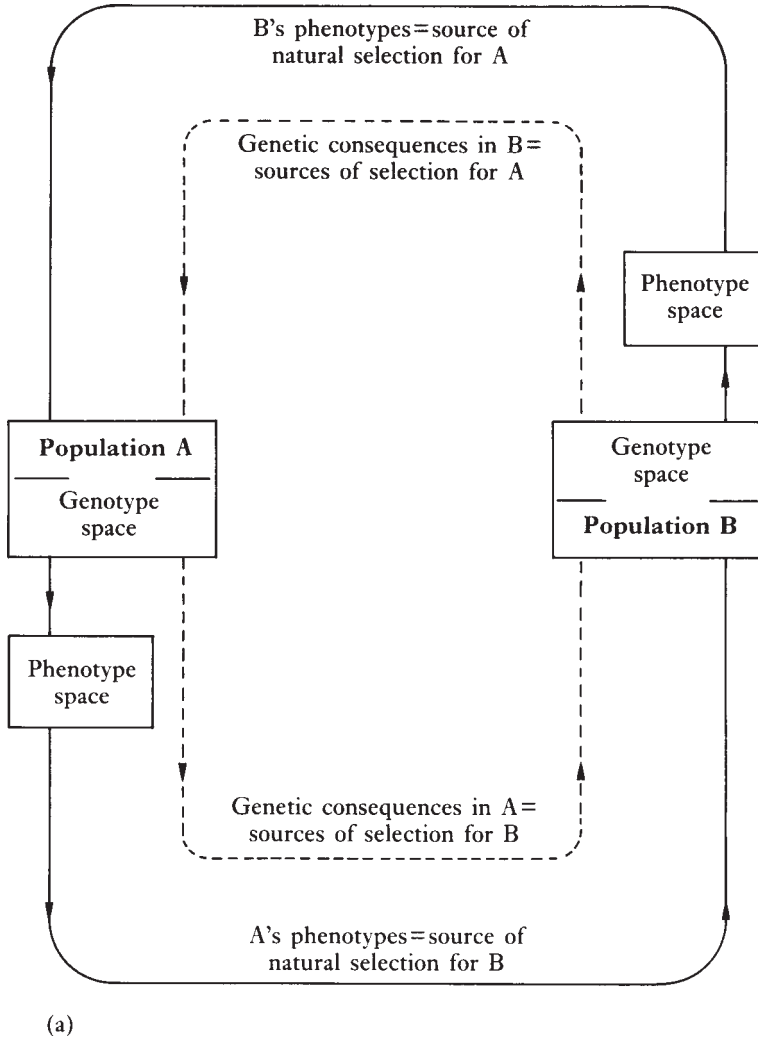 B's phenotypes=source of
natural selection for A
Genetic consequences in B=
sources of selection for A
Phenotype
space
Population A
Genotype
space
Genotype
space
Population B
Phenotype
space
Genetic consequences in A=
sources of selection for B
A's phenotypes=source of
natural selection for B
(a)